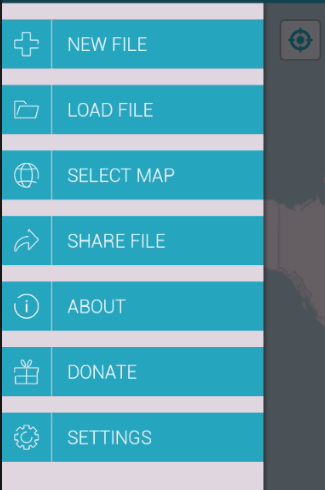 NEW FILE
LOAD FILE
SELECT MAP
SHARE FILE
ABOUT
DONATE
SETTINGS